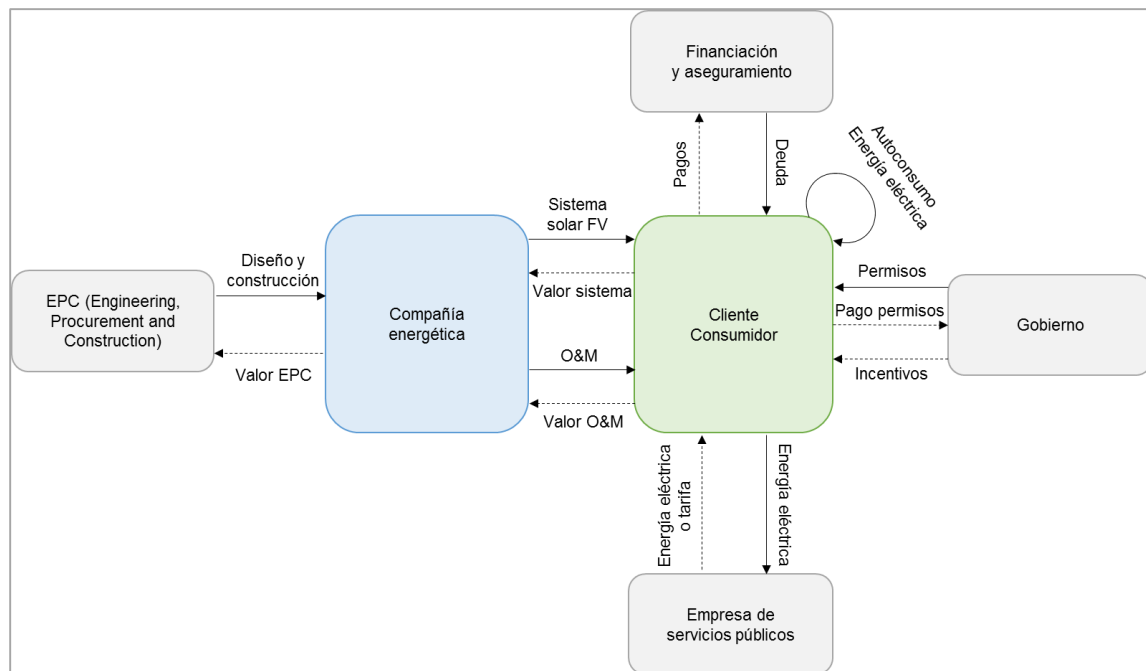 Financiación
y aseguramiento
Pagos
Deuda
Autoconsumo
Energía eléctrica
Sistema
solar FV
Diseño y
construcción
Permisos
Valor sistema
EPC (Engineering,
Procurement and
Construction)
Compañía
energética
Cliente
Consumidor
Pago permisos
Gobierno
Valor EPC
O&M
Incentivos
Valor O&M
Energía eléctrica
o tarifa
Energía eléctrica
Empresa de
servicios públicos